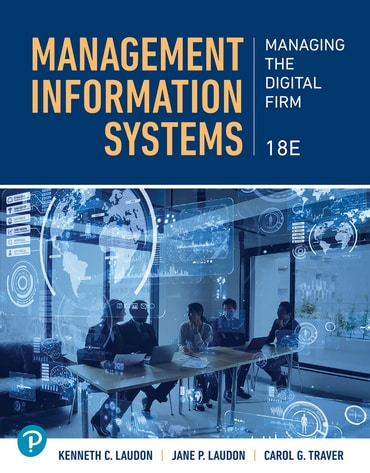 MANAGEMENT
INFORMATION
SYSTEMS
MANAGING
THE
DIGITAL
FIRM
18E
P
KENNETH C. LAUDON | JANE P. LAUDON | CAROL G. TRAVER